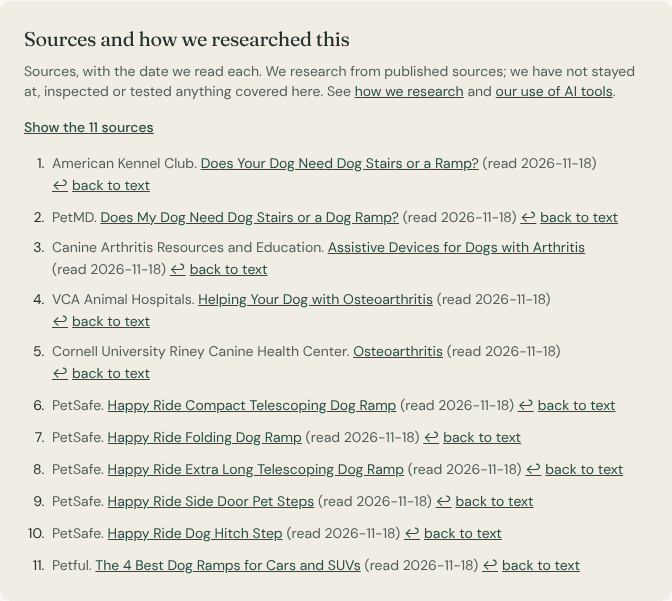 Sources and how we researched this
Sources, with the date we read each. We research from published sources; we have not stayed
at, inspected or tested anything covered here. See how we research and our use of AI tools.
Show the 11 sources
1. American Kennel Club. Does Your Dog Need Dog Stairs or a Ramp? (read 2026-11-18)
↩ back to text
2. PetMD. Does My Dog Need Dog Stairs or a Dog Ramp? (read 2026-11-18) ↩ back to text
3. Canine Arthritis Resources and Education. Assistive Devices for Dogs with Arthritis
(read 2026-11-18) ↩ back to text
4. VCA Animal Hospitals. Helping Your Dog with Osteoarthritis (read 2026-11-18)
↩ back to text
5. Cornell University Riney Canine Health Center. Osteoarthritis (read 2026-11-18)
↩ back to text
6. PetSafe. Happy Ride Compact Telescoping Dog Ramp (read 2026-11-18) ↩ back to text
7. PetSafe. Happy Ride Folding Dog Ramp (read 2026-11-18) ↩ back to text
8. PetSafe. Happy Ride Extra Long Telescoping Dog Ramp (read 2026-11-18) ↩ back to text
9. PetSafe. Happy Ride Side Door Pet Steps (read 2026-11-18) ↩ back to text
10. PetSafe. Happy Ride Dog Hitch Step (read 2026-11-18) ↩ back to text
11. Petful. The 4 Best Dog Ramps for Cars and SUVs (read 2026-11-18) ↩ back to text